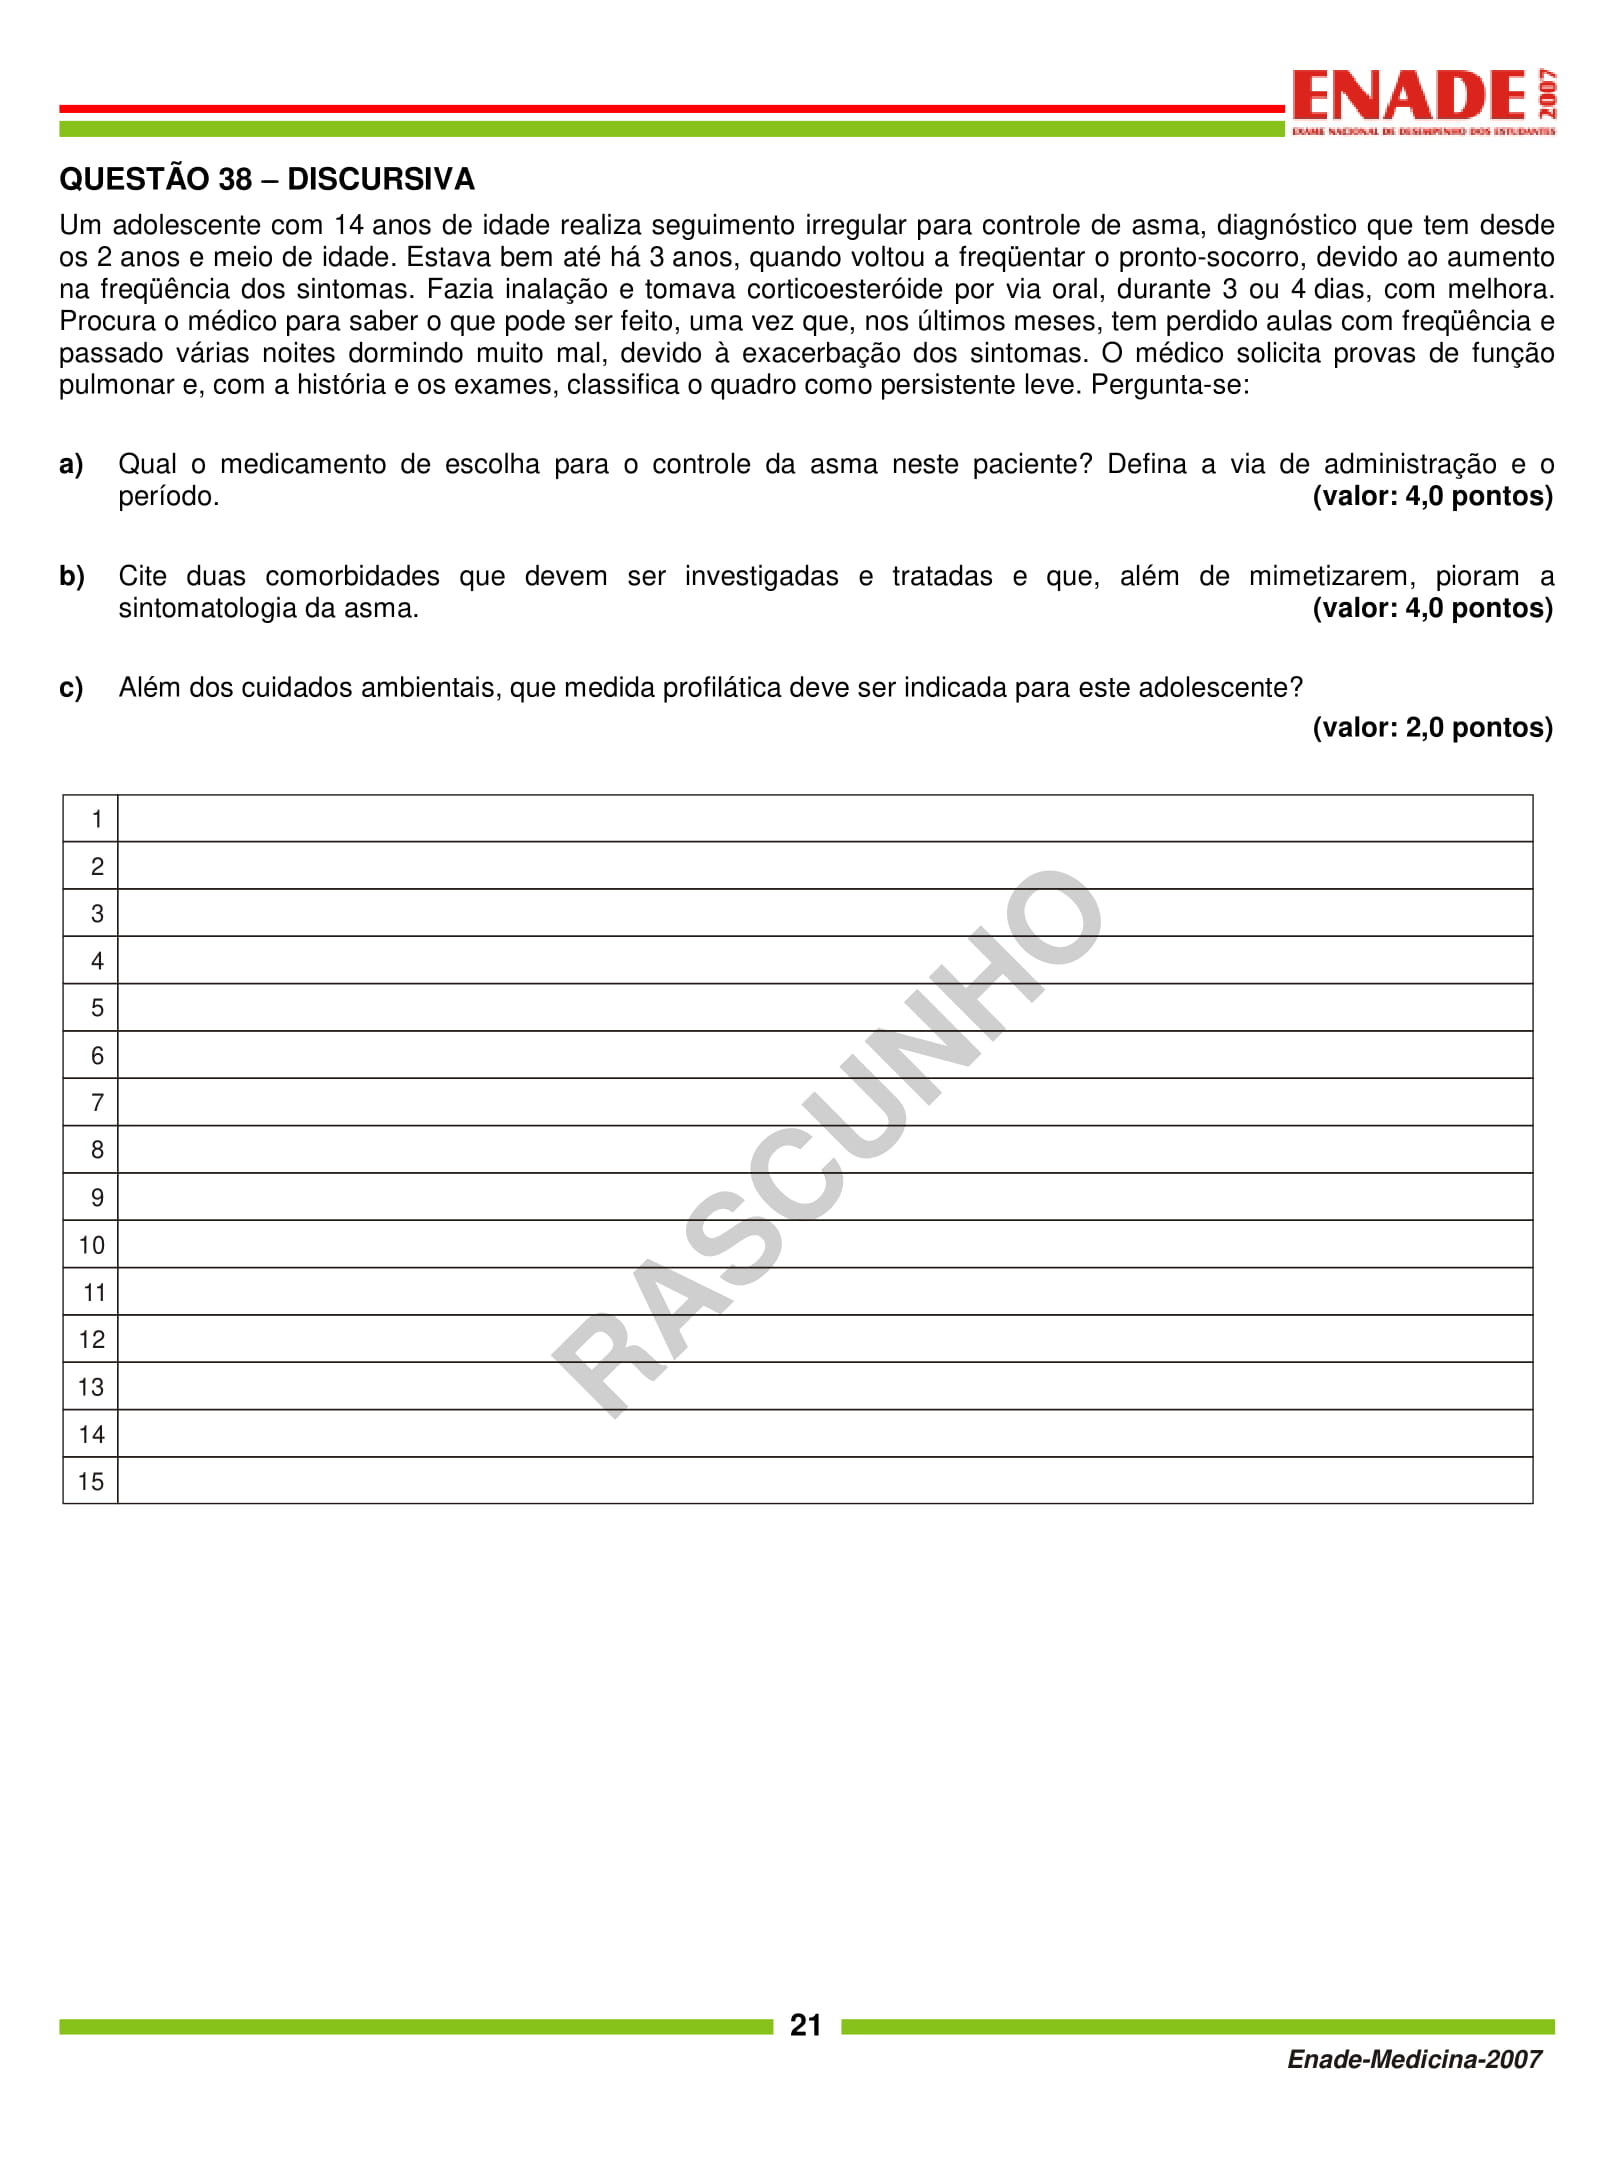 ENADE 2007
EXAME NACIONAL DE DESEMPENHO DOS ESTUDANTES
QUESTÃO 38 – DISCURSIVA
Um adolescente com 14 anos de idade realiza seguimento irregular para controle de asma, diagnóstico que tem desde
os 2 anos e meio de idade. Estava bem até há 3 anos, quando voltou a freqüentar o pronto-socorro, devido ao aumento
na freqüência dos sintomas. Fazia inalação e tomava corticoesteróide por via oral, durante 3 ou 4 dias, com melhora.
Procura o médico para saber o que pode ser feito, uma vez que, nos últimos meses, tem perdido aulas com freqüência e
passado várias noites dormindo muito mal, devido à exacerbação dos sintomas. O médico solicita provas de função
pulmonar e, com a história e os exames, classifica o quadro como persistente leve. Pergunta-se:
a) Qual o medicamento de escolha para o controle da asma neste paciente? Defina a via de administração e o
período. (valor: 4,0 pontos)
b) Cite duas comorbidades que devem ser investigadas e tratadas e que, além de mimetizarem, pioram a
sintomatologia da asma. (valor: 4,0 pontos)
c) Além dos cuidados ambientais, que medida profilática deve ser indicada para este adolescente?
(valor: 2,0 pontos)
1
2
3
4
5
6
7
8
9
10
11
12
13
14
15
RASCUNHO
21
Enade-Medicina-2007